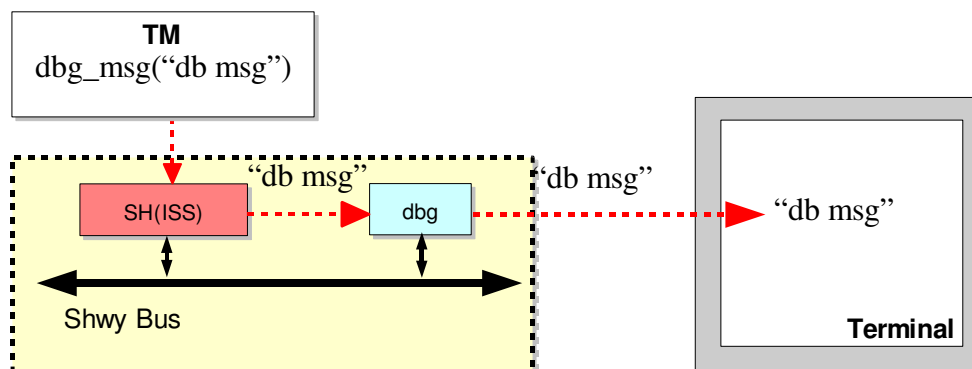 TM
dbg_msg(“db msg”)
“db msg”
“db msg”
SH(ISS)
dbg
“db msg”
Shwy Bus
Terminal